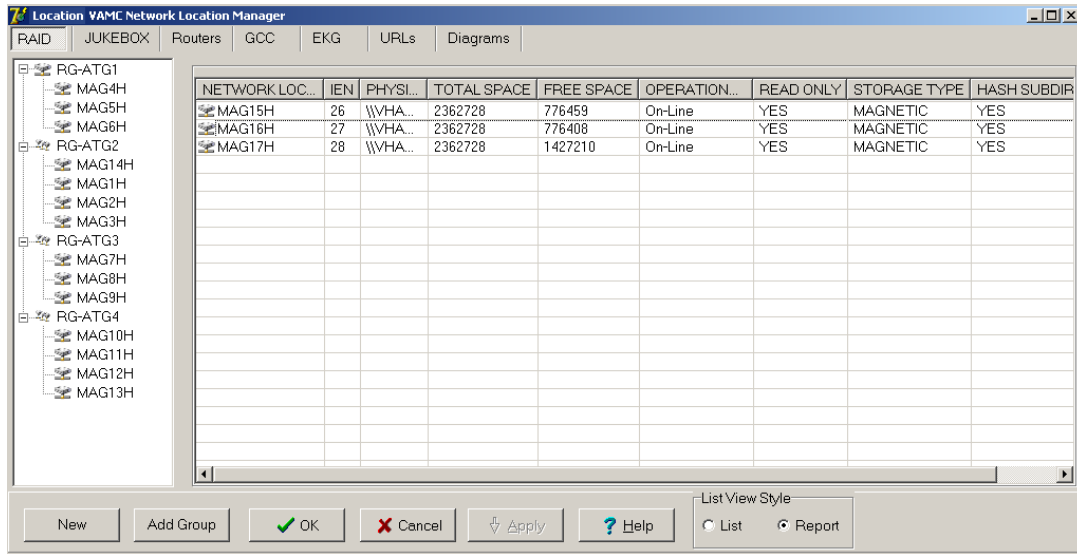 Location VAMC Network Location Manager
RAID JUKEBOX Routers GCC EKG URLs Diagrams
RG-ATG1
MAG4H
MAG5H
MAG6H
RG-ATG2
MAG14H
MAG1H
MAG2H
MAG3H
RG-ATG3
MAG7H
MAG8H
MAG9H
RG-ATG4
MAG10H
MAG11H
MAG12H
MAG13H
NETWORK LOC... IEN PHYSI... TOTAL SPACE FREE SPACE OPERATION... READ ONLY STORAGE TYPE HASH SUBDIR
MAG15H 26 \\\VHA... 2362728 776459 On-Line YES MAGNETIC YES
MAG16H 27 \\\VHA... 2362728 776408 On-Line YES MAGNETIC YES
MAG17H 28 \\\VHA... 2362728 1427210 On-Line YES MAGNETIC YES
New Add Group OK Cancel Apply Help
List View Style
List Report